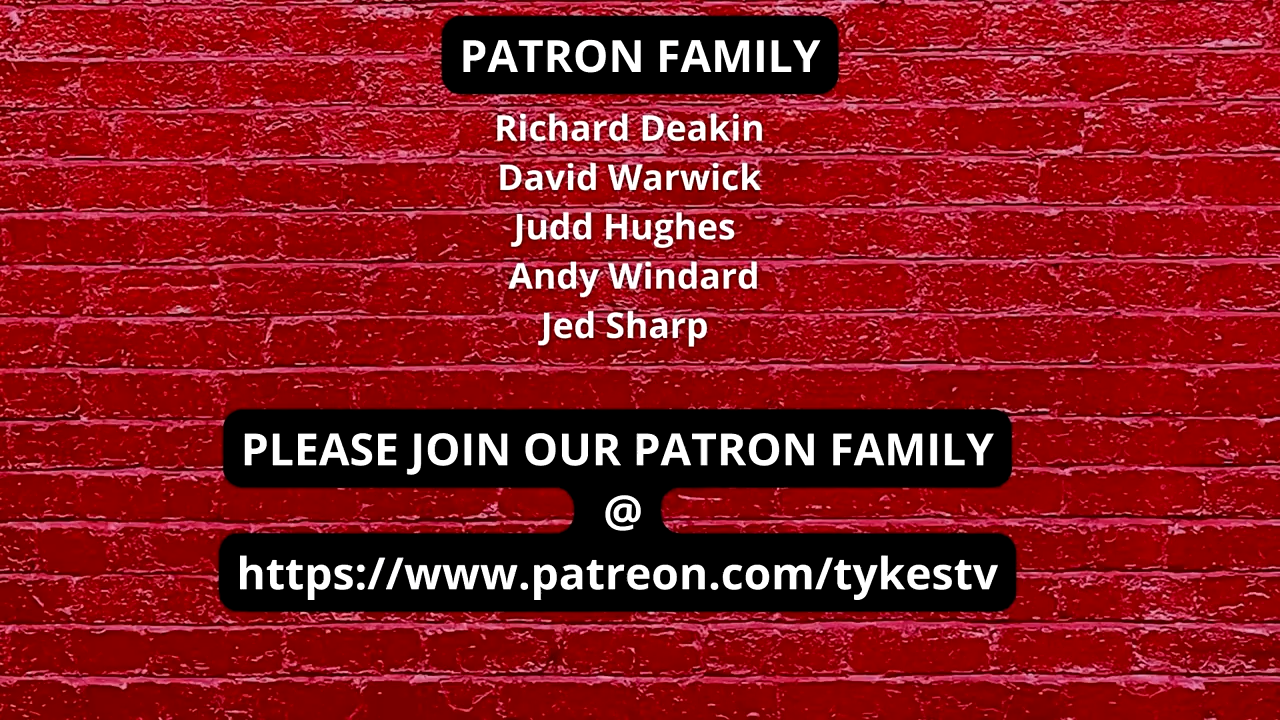 PATRON FAMILY
Richard Deakin
David Warwick
Judd Hughes
Andy Windard
Jed Sharp
PLEASE JOIN OUR PATRON FAMILY
@
https://www.patreon.com/tykestv